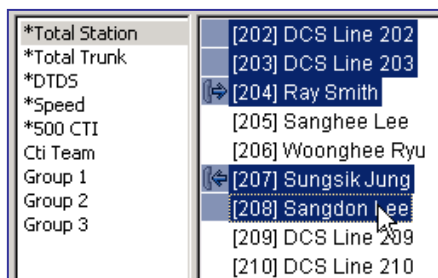 *Total Station
*Total Trunk
*DTDS
*Speed
*500 CTI
Cti Team
Group 1
Group 2
Group 3
[202] DCS Line 202
[203] DCS Line 203
[204] Ray Smith
[205] Sanghee Lee
[206] Woonghee Ryu
[207] Sungsik Jung
[208] Sangdon Lee
[209] DCS Line 209
[210] DCS Line 210